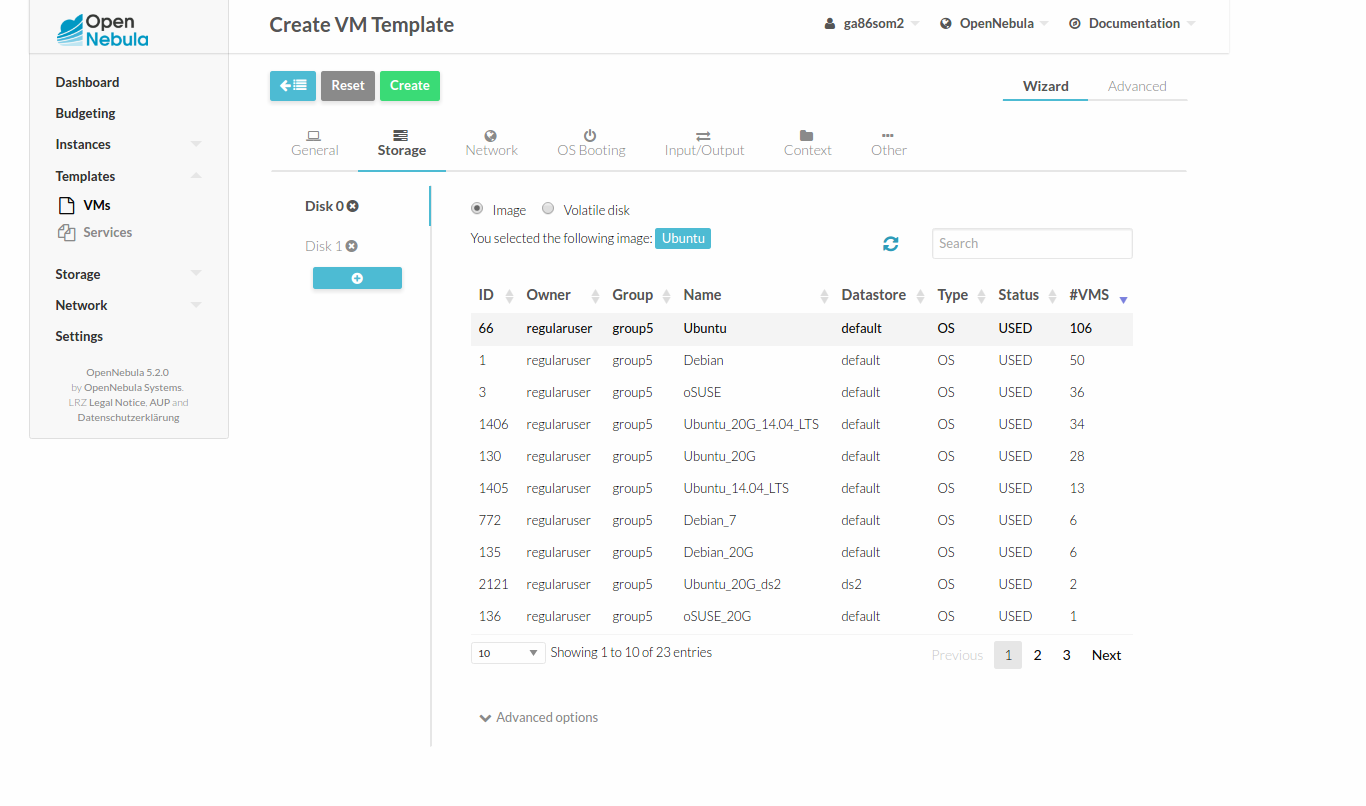 Open
Nebula
Create VM Template
ga86som2
OpenNebula
Documentation
Dashboard
Budgeting
Instances
Templates
VMs
Services
Storage
Network
Settings
OpenNebula 5.2.0
by OpenNebula Systems.
LRZ Legal Notice, AUP and
Datenschutzerklärung
Reset
Create
Wizard
Advanced
General
Storage
Network
OS Booting
Input/Output
Context
Other
Disk 0
Disk 1
Image
Volatile disk
You selected the following image: Ubuntu
Search
ID Owner Group Name Datastore Type Status #VMS
66 regularuser group5 Ubuntu default OS USED 106
1 regularuser group5 Debian default OS USED 50
3 regularuser group5 oSUSE default OS USED 36
1406 regularuser group5 Ubuntu_20G_14.04_LTS default OS USED 34
130 regularuser group5 Ubuntu_20G default OS USED 28
1405 regularuser group5 Ubuntu_14.04_LTS default OS USED 13
772 regularuser group5 Debian_7 default OS USED 6
135 regularuser group5 Debian_20G default OS USED 6
2121 regularuser group5 Ubuntu_20G_ds2 ds2 OS USED 2
136 regularuser group5 oSUSE_20G default OS USED 1
10 Showing 1 to 10 of 23 entries
Previous 1 2 3 Next
Advanced options